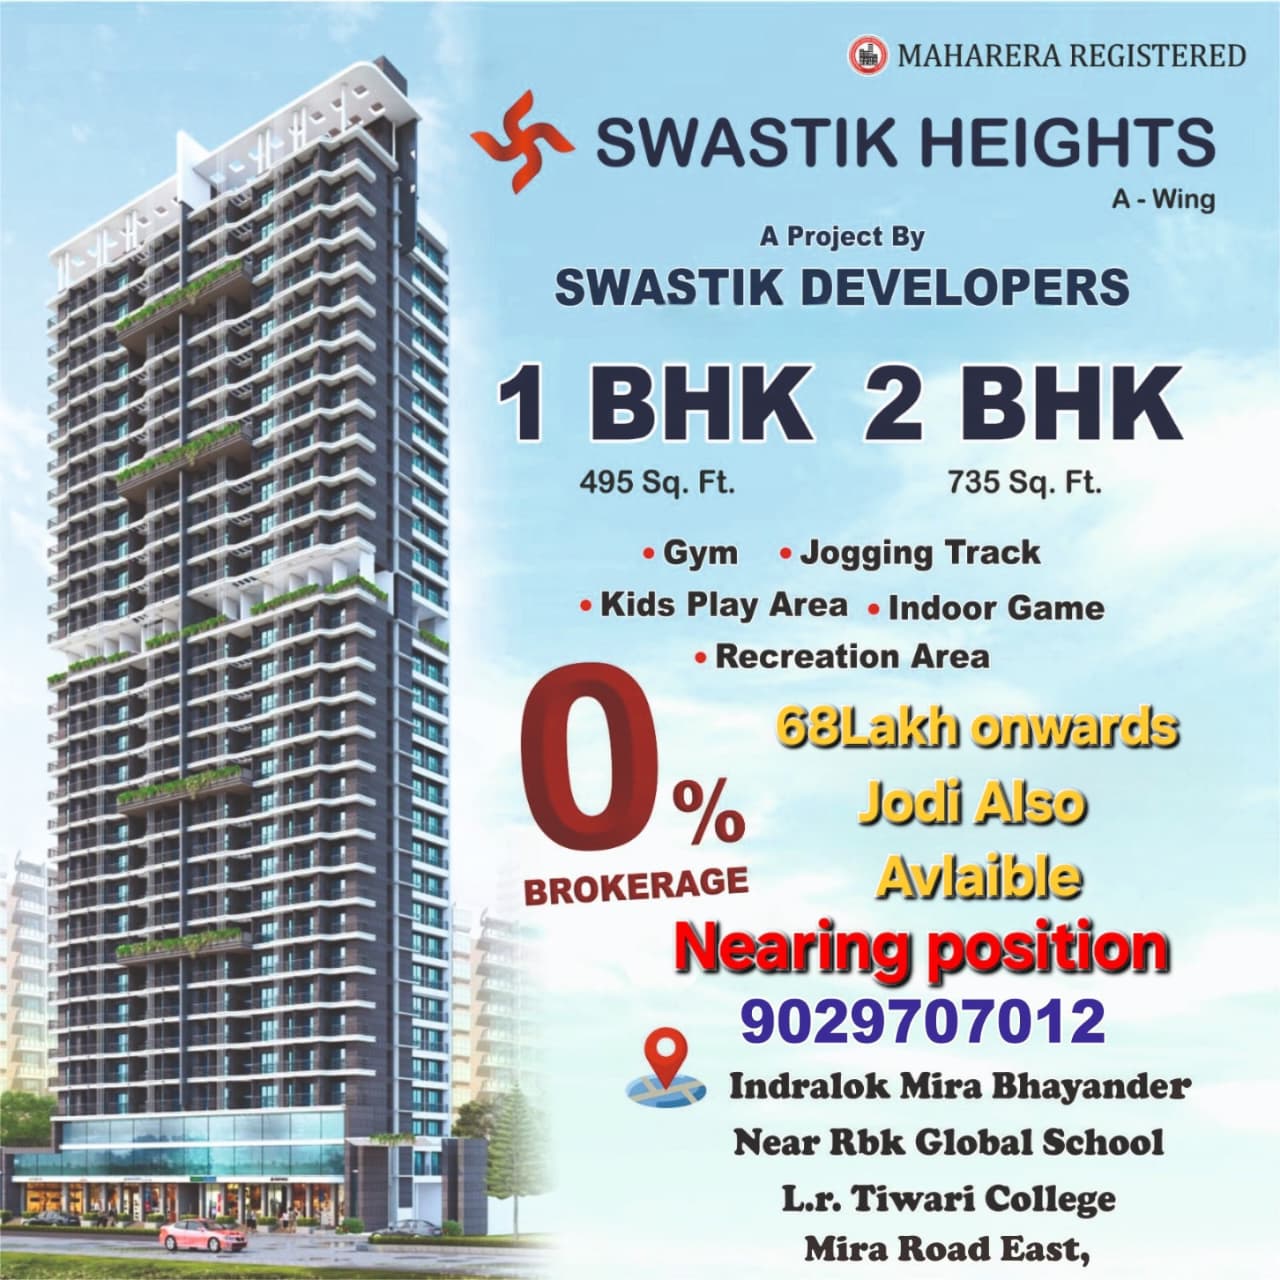 MAHARERA REGISTERED
SWASTIK HEIGHTS
A - Wing
A Project By
SWASTIK DEVELOPERS
1 BHK 2 BHK
495 Sq. Ft. 735 Sq. Ft.
• Gym • Jogging Track
• Kids Play Area • Indoor Game
• Recreation Area
0%
BROKERAGE
68Lakh onwards
Jodi Also
Avlaible
Nearing position
9029707012
Indralok Mira Bhayander
Near Rbk Global School
L.r. Tiwari College
Mira Road East,